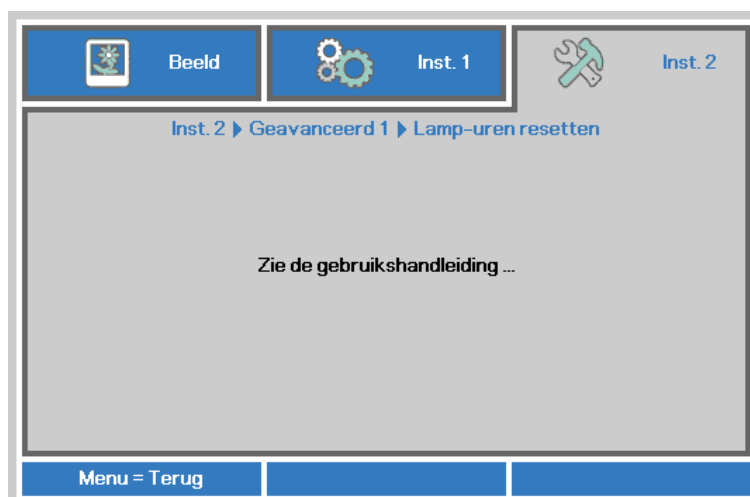 Beeld
Inst. 1
Inst. 2
Inst. 2 ▶ Geavanceerd 1 ▶ Lamp-uren resetten
Zie de gebruikshandleiding ...
Menu = Terug